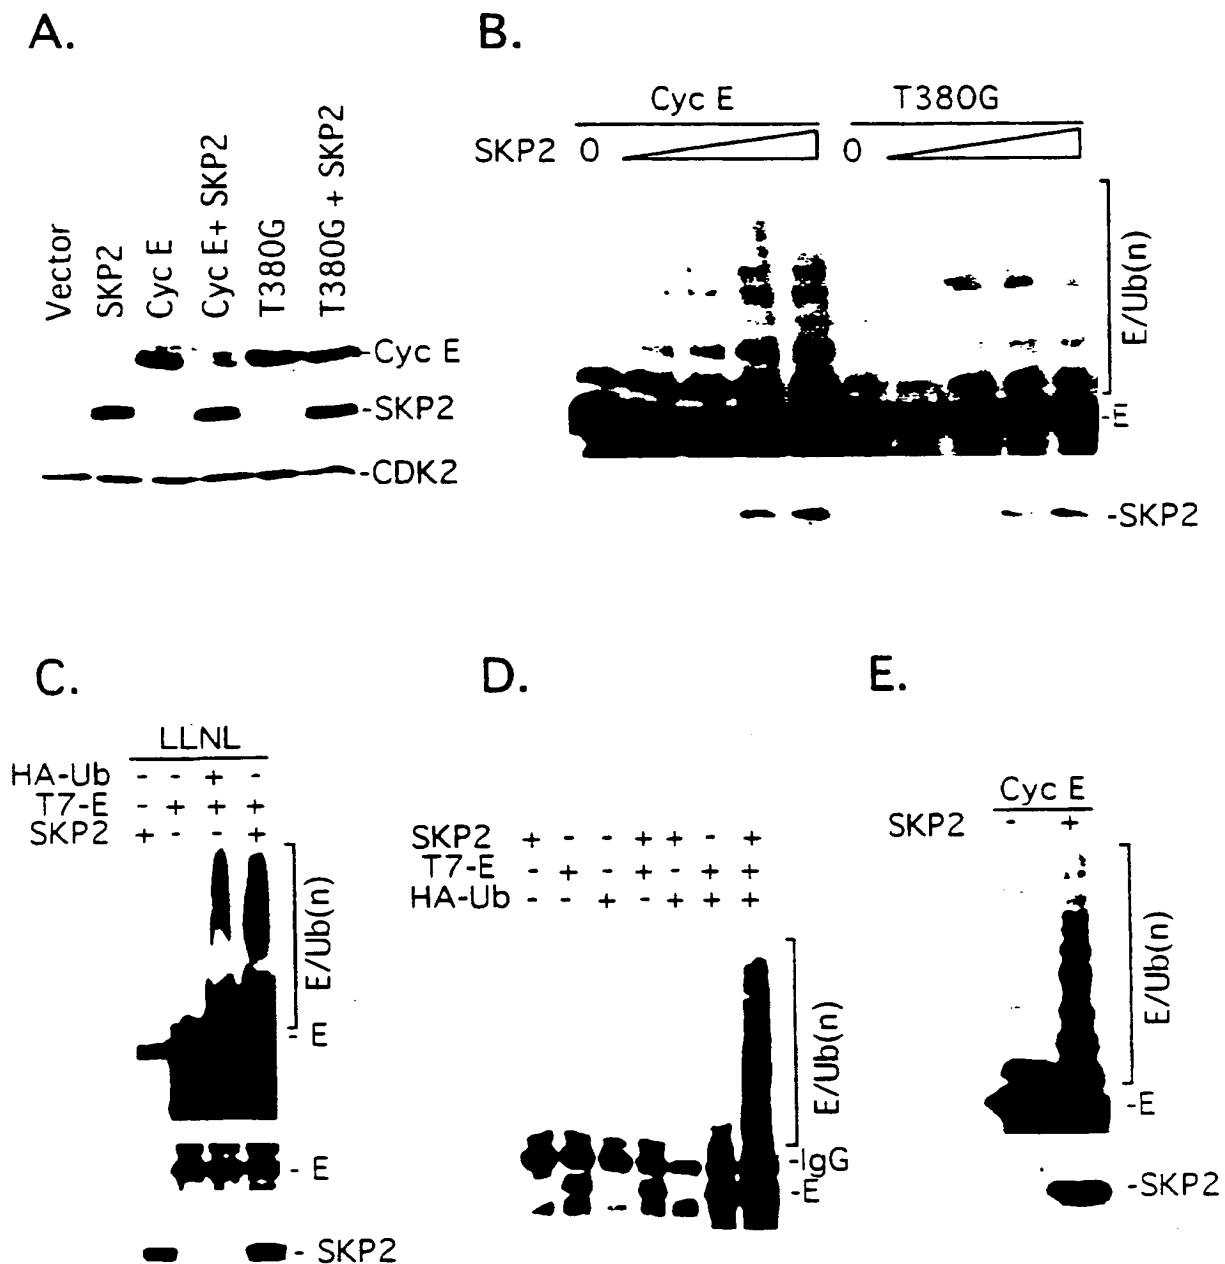 A.
Vector
SKP2
Cyc E
Cyc E+ SKP2
T380G
T380G + SKP2
-Cyc E
-SKP2
-CDK2
B.
Cyc E T380G
SKP2 0 0
E/Ub(n)
-E
-SKP2
C.
LLNL
HA-Ub - - + -
T7-E - + + +
SKP2 + - - +
E/Ub(n)
- E
- E
- SKP2
D.
SKP2 + - - + + - +
T7-E - + - + - + +
HA-Ub - - + - + + +
E/Ub(n)
-IgG
-E
E.
Cyc E
SKP2 - +
E/Ub(n)
-E
-SKP2